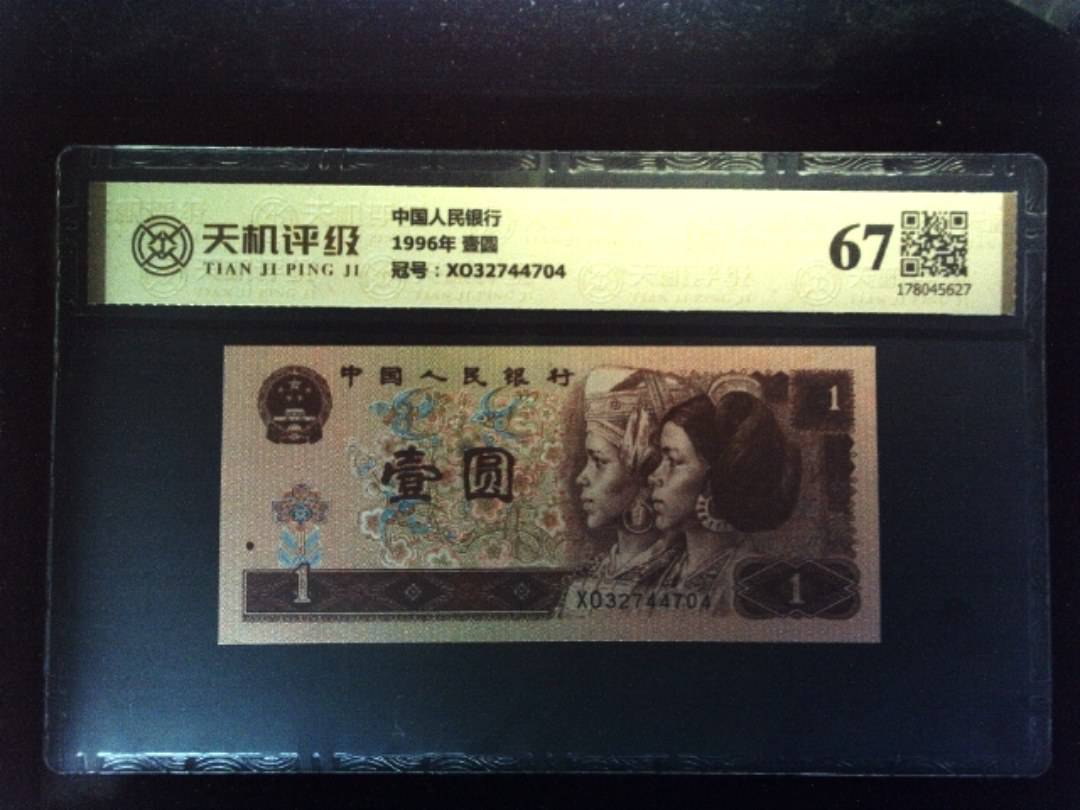 天机评级
TIAN JI PING JI
中国人民银行
1996年 壹圆
冠号：XO32744704
67
178045627
中国人民银行
1
壹圆
1
XO32744704
1